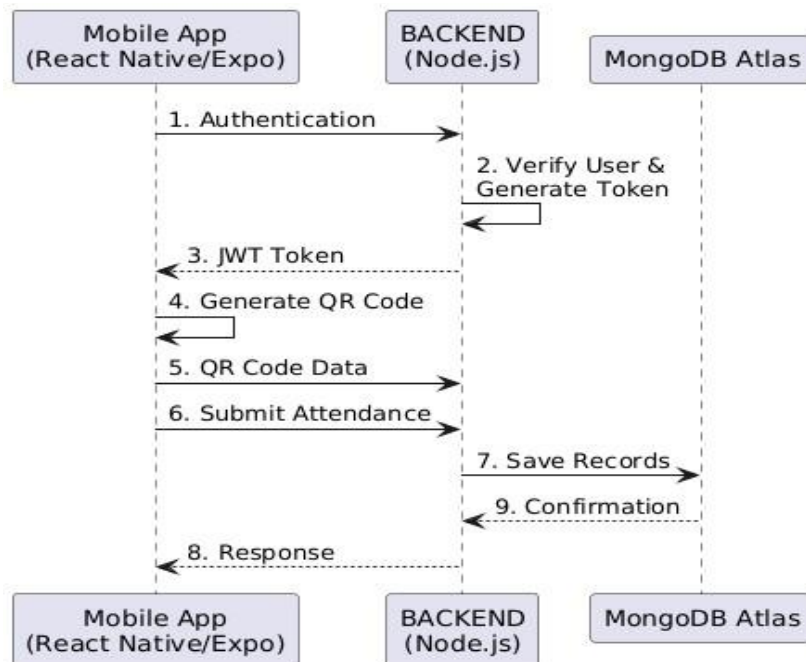 Mobile App
(React Native/Expo)
BACKEND
(Node.js)
MongoDB Atlas
1. Authentication
2. Verify User &
Generate Token
3. JWT Token
4. Generate QR Code
5. QR Code Data
6. Submit Attendance
7. Save Records
9. Confirmation
8. Response
Mobile App
(React Native/Expo)
BACKEND
(Node.js)
MongoDB Atlas